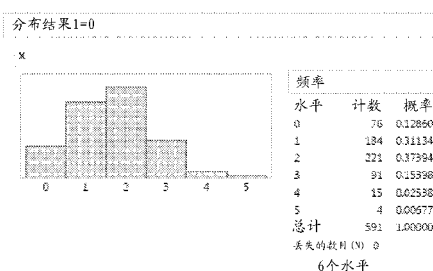 分布结果1=0
x
0 1 2 3 4 5
频率
水平 计数 概率
0 76 0.12860
1 184 0.31134
2 221 0.37394
3 91 0.15398
4 15 0.02538
5 4 0.00677
总计 591 1.00000
丢失的数目(N) 0
6个水平